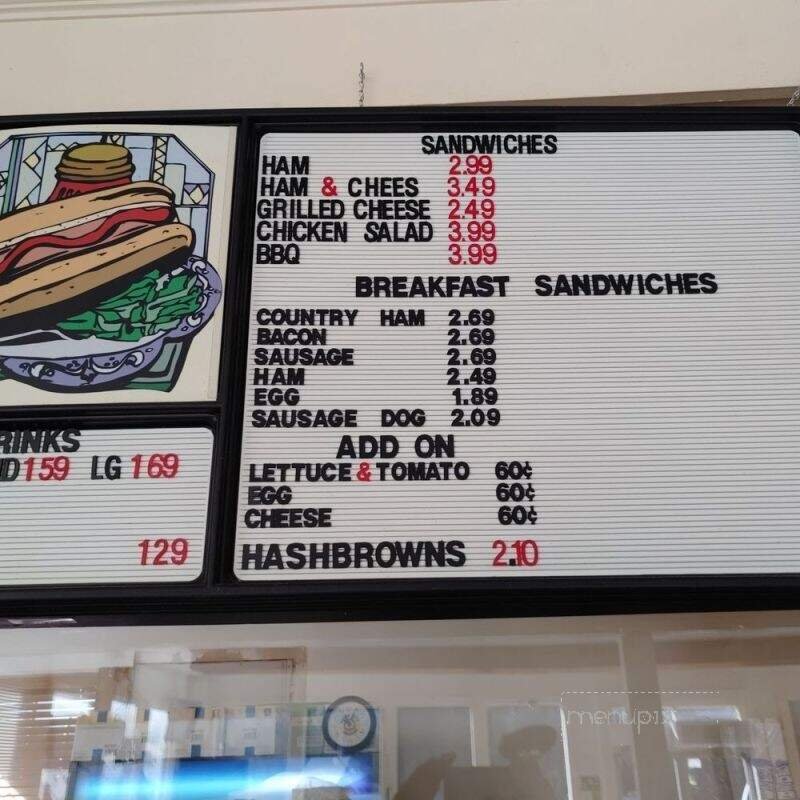 SANDWICHES
HAM 2.99
HAM & CHEES 3.49
GRILLED CHEESE 2.49
CHICKEN SALAD 3.99
BBQ 3.99
BREAKFAST SANDWICHES
COUNTRY HAM 2.69
BACON 2.69
SAUSAGE 2.69
HAM 2.49
EGG 1.89
SAUSAGE DOG 2.09
ADD ON
LETTUCE & TOMATO 60¢
EGG 60¢
CHEESE 60¢
HASHBROWNS 2.10
RINKS
D 159 LG 169
129
menupix